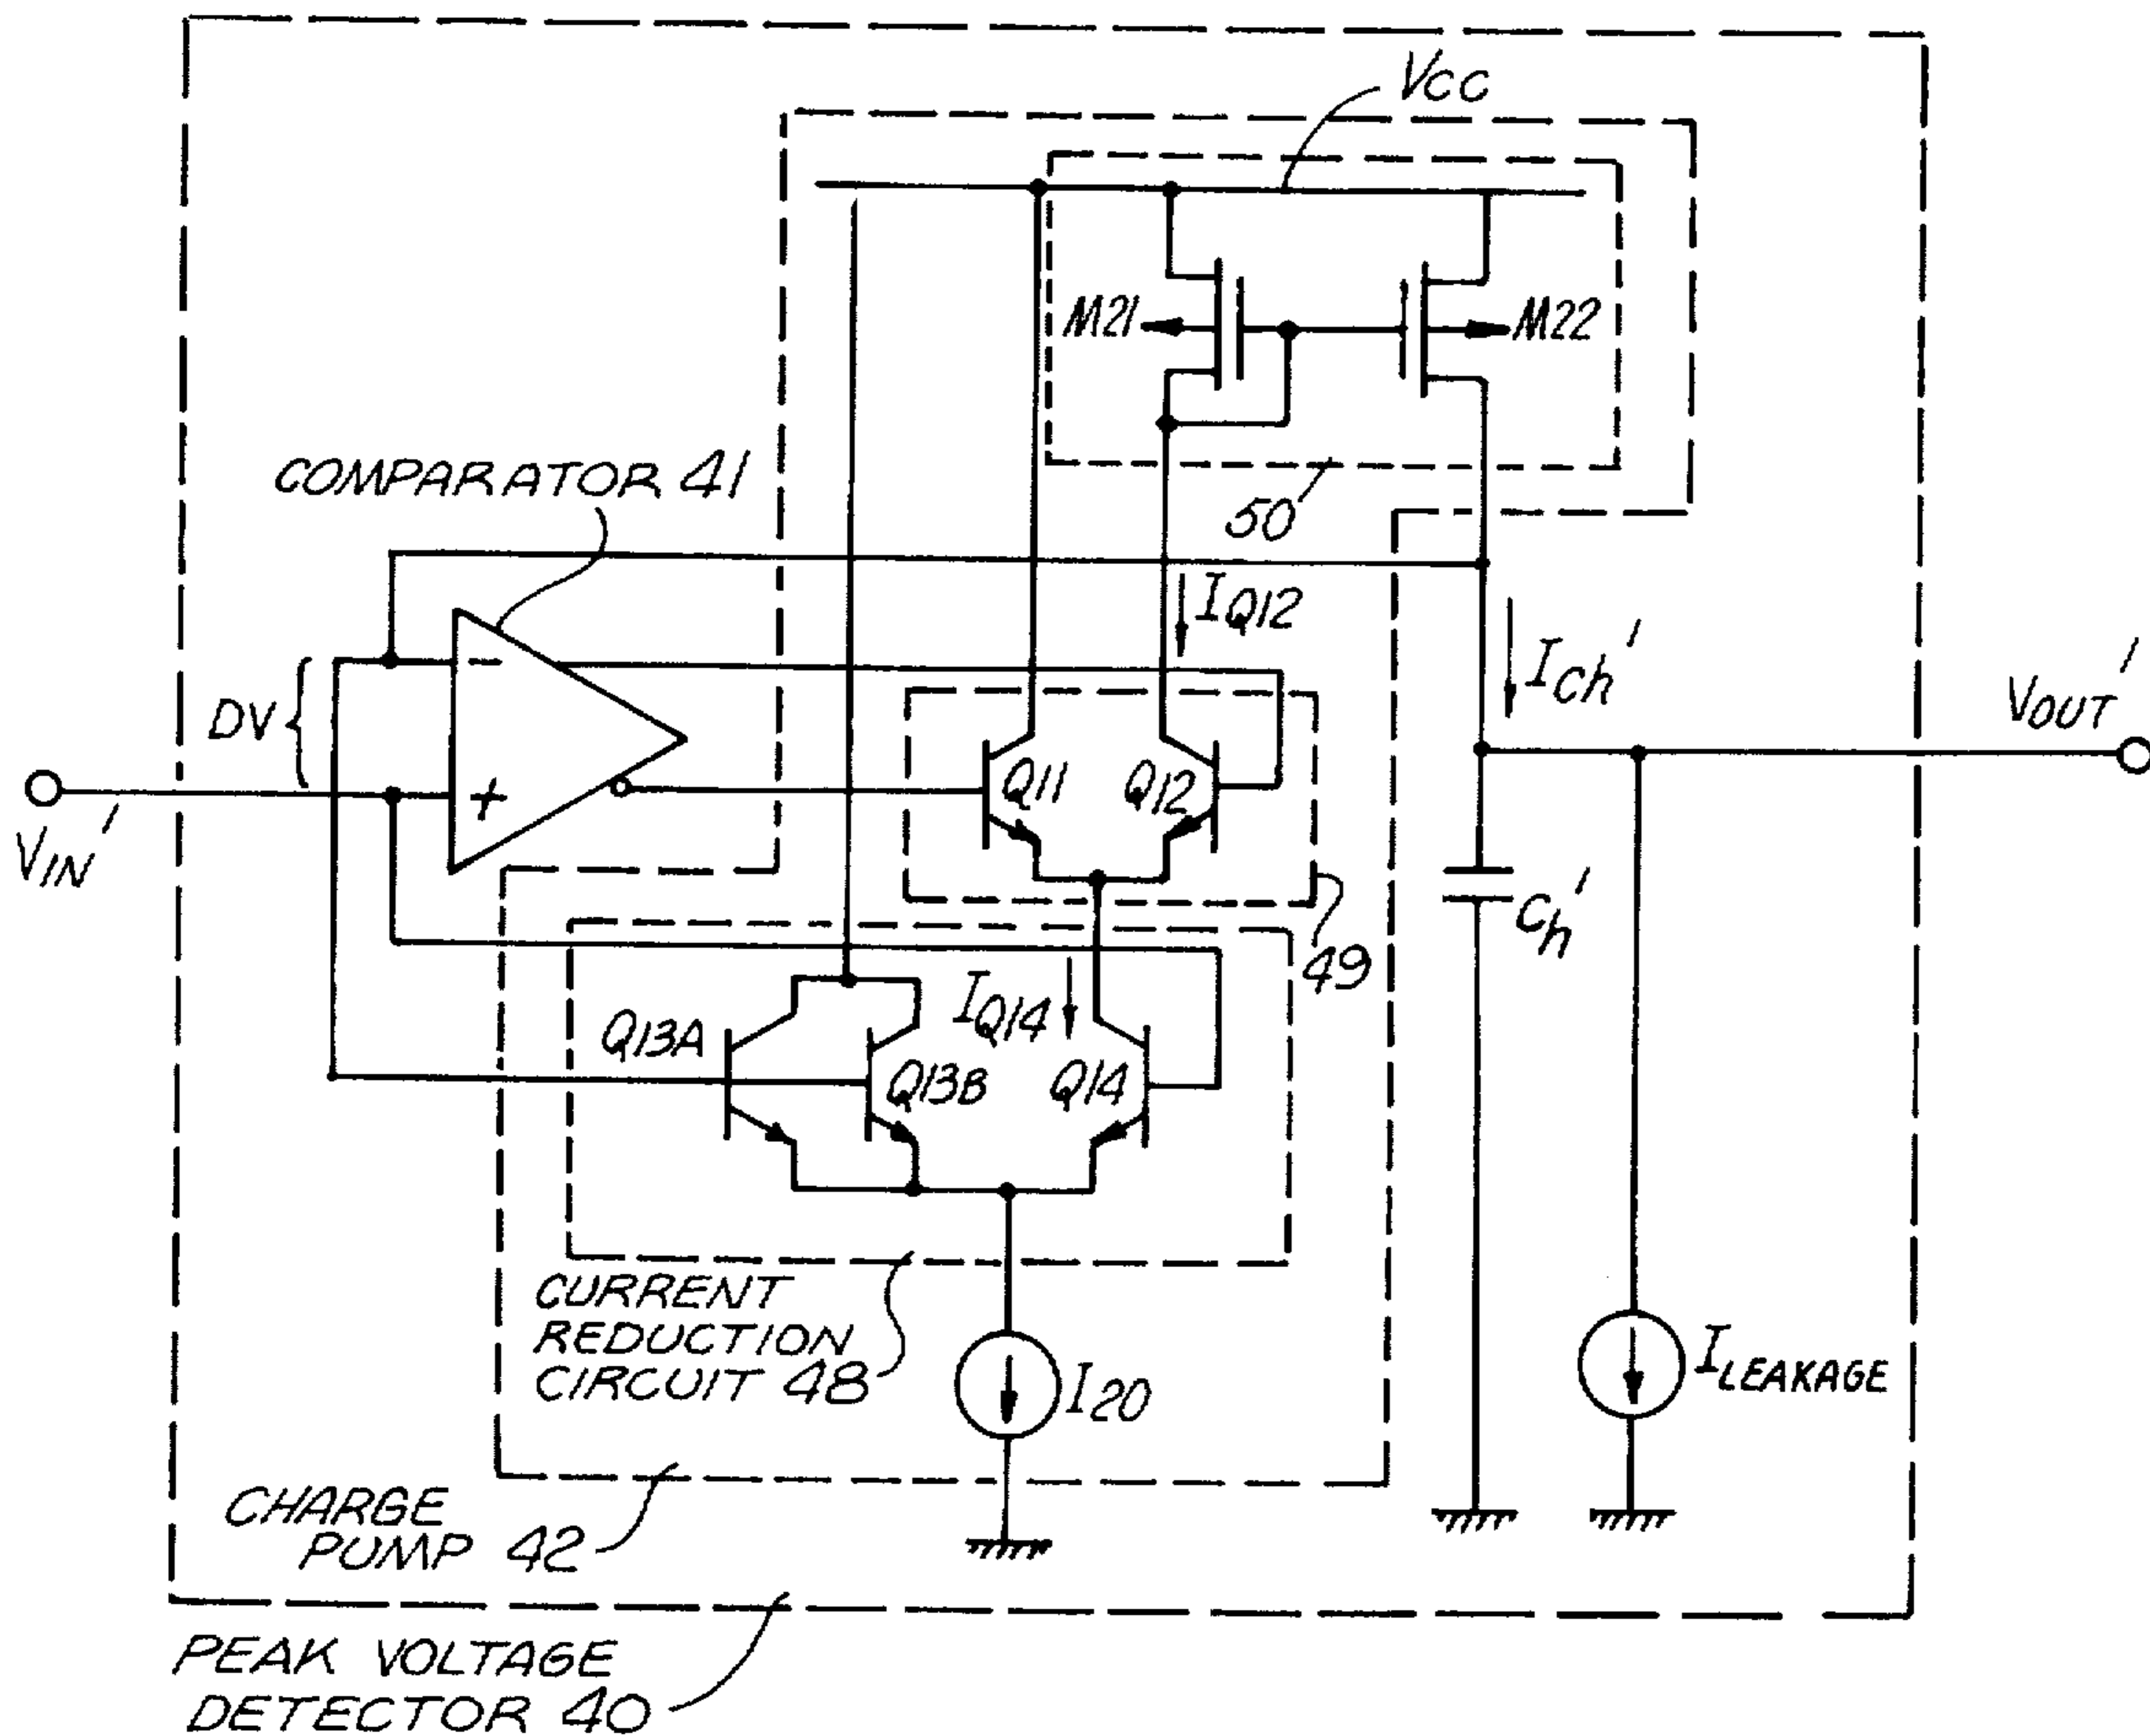 VCC
M21
M22
COMPARATOR 41
50
IQ12
Ich'
DV
−
VOUT'
Q11
Q12
+
VIN'
Ch'
49
IQ14
Q13A
Q13B
Q14
CURRENT
REDUCTION
CIRCUIT 48
I20
ILEAKAGE
CHARGE
PUMP 42
PEAK VOLTAGE
DETECTOR 40